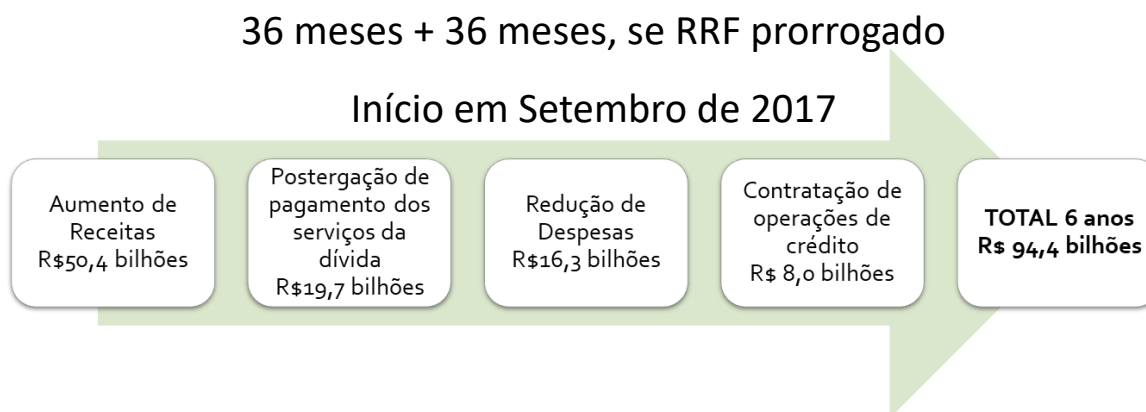 36 meses + 36 meses, se RRF prorrogado
Início em Setembro de 2017
Aumento de
Receitas
R$50,4 bilhões
Postergação de
pagamento dos
serviços da
dívida
R$19,7 bilhões
Redução de
Despesas
R$16,3 bilhões
Contratação de
operações de
crédito
R$ 8,0 bilhões
TOTAL 6 anos
R$ 94,4 bilhões